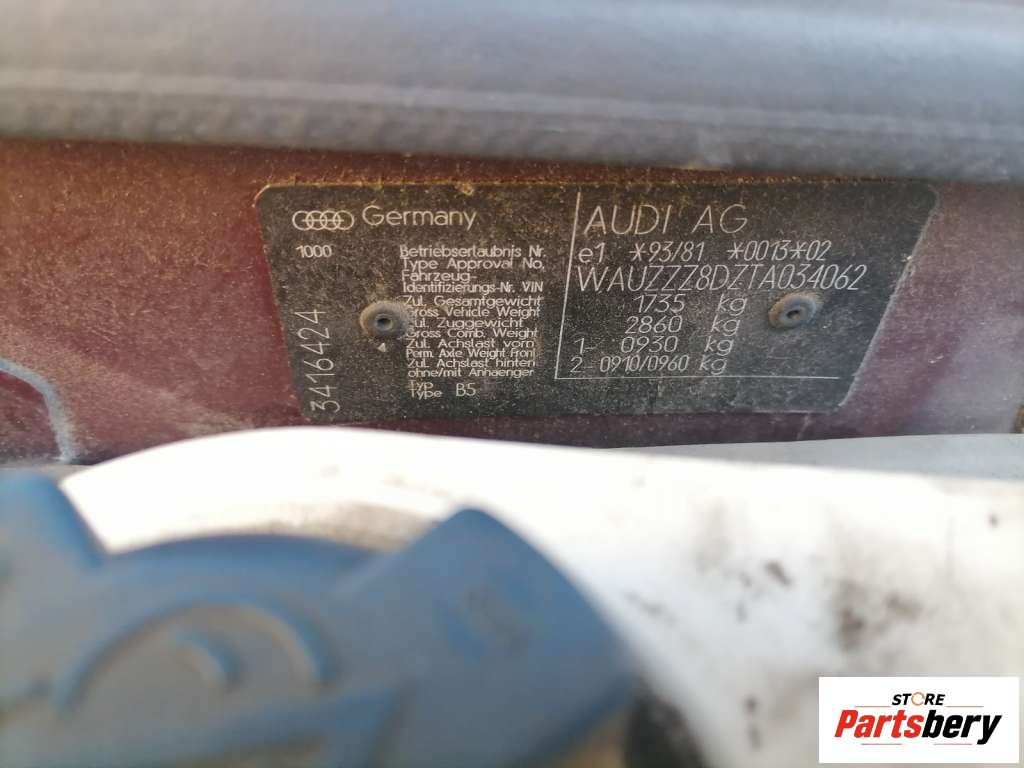 Germany
AUDI AG
1000
Betriebserlaubnis Nr.
Type Approval No.
e1 *93/81 *0013*02
Fahrzeug-
Identifizierungs-Nr. VIN
WAUZZZ8DZTA034062
Zul. Gesamtgewicht
Gross Vehicle Weight
1735 kg
Zul. Zuggewicht
Gross Comb. Weight
2860 kg
Zul. Achslast vorn
Perm. Axle Weight Front
1- 0930 kg
Zul. Achslast hinten
ohne/mit Anhaenger
2- 0910/0960 kg
Typ
Type B5
3416424
STORE
Partsbery